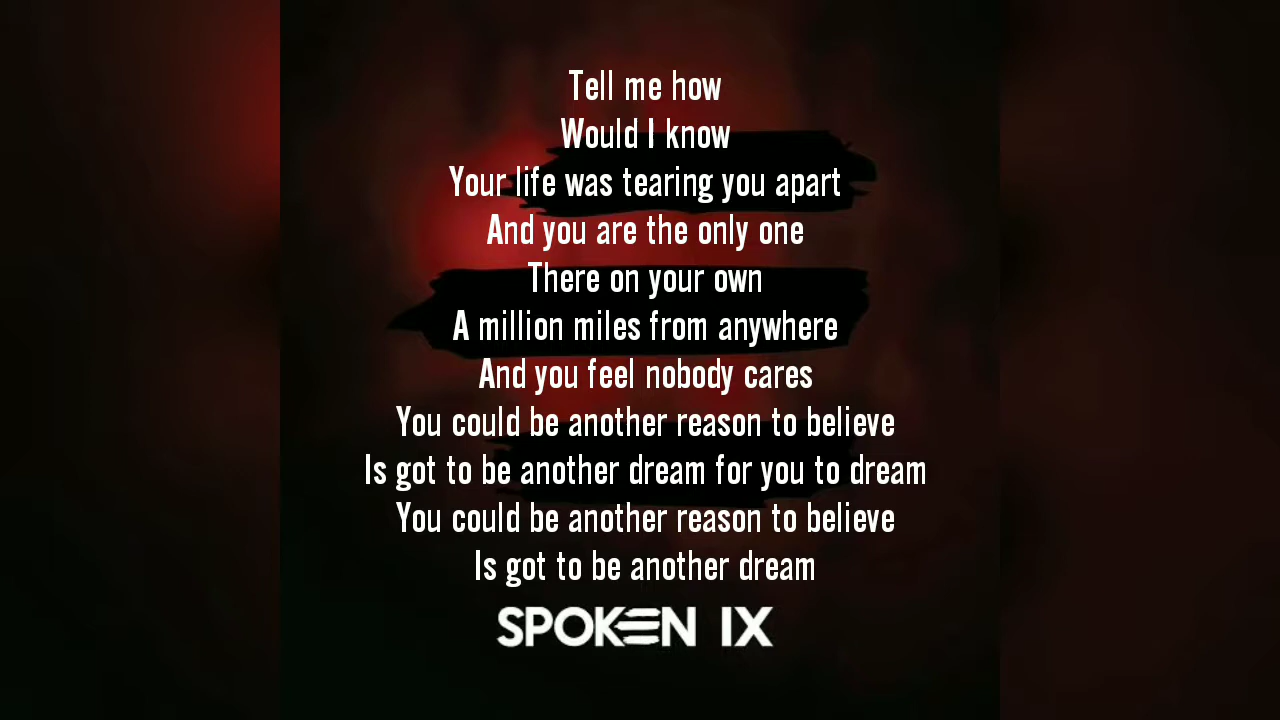 Tell me how
Would I know
Your life was tearing you apart
And you are the only one
There on your own
A million miles from anywhere
And you feel nobody cares
You could be another reason to believe
Is got to be another dream for you to dream
You could be another reason to believe
Is got to be another dream
SPOKEN IX